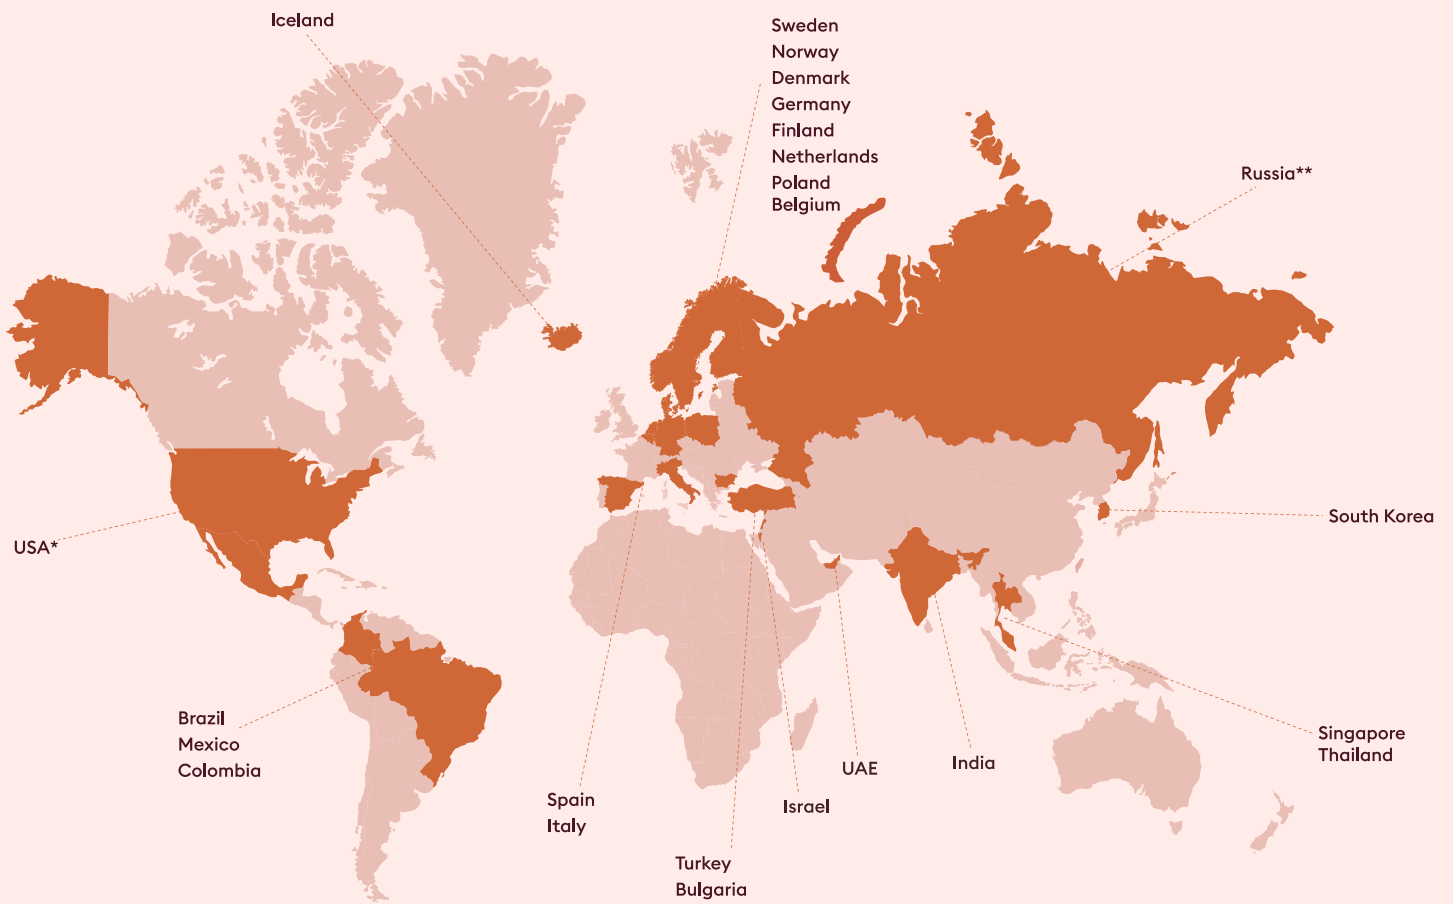 Iceland
Sweden
Norway
Denmark
Germany
Finland
Netherlands
Poland
Belgium
Russia**
South Korea
USA*
Brazil
Mexico
Colombia
Spain
Italy
Turkey
Bulgaria
Israel
UAE
India
Singapore
Thailand